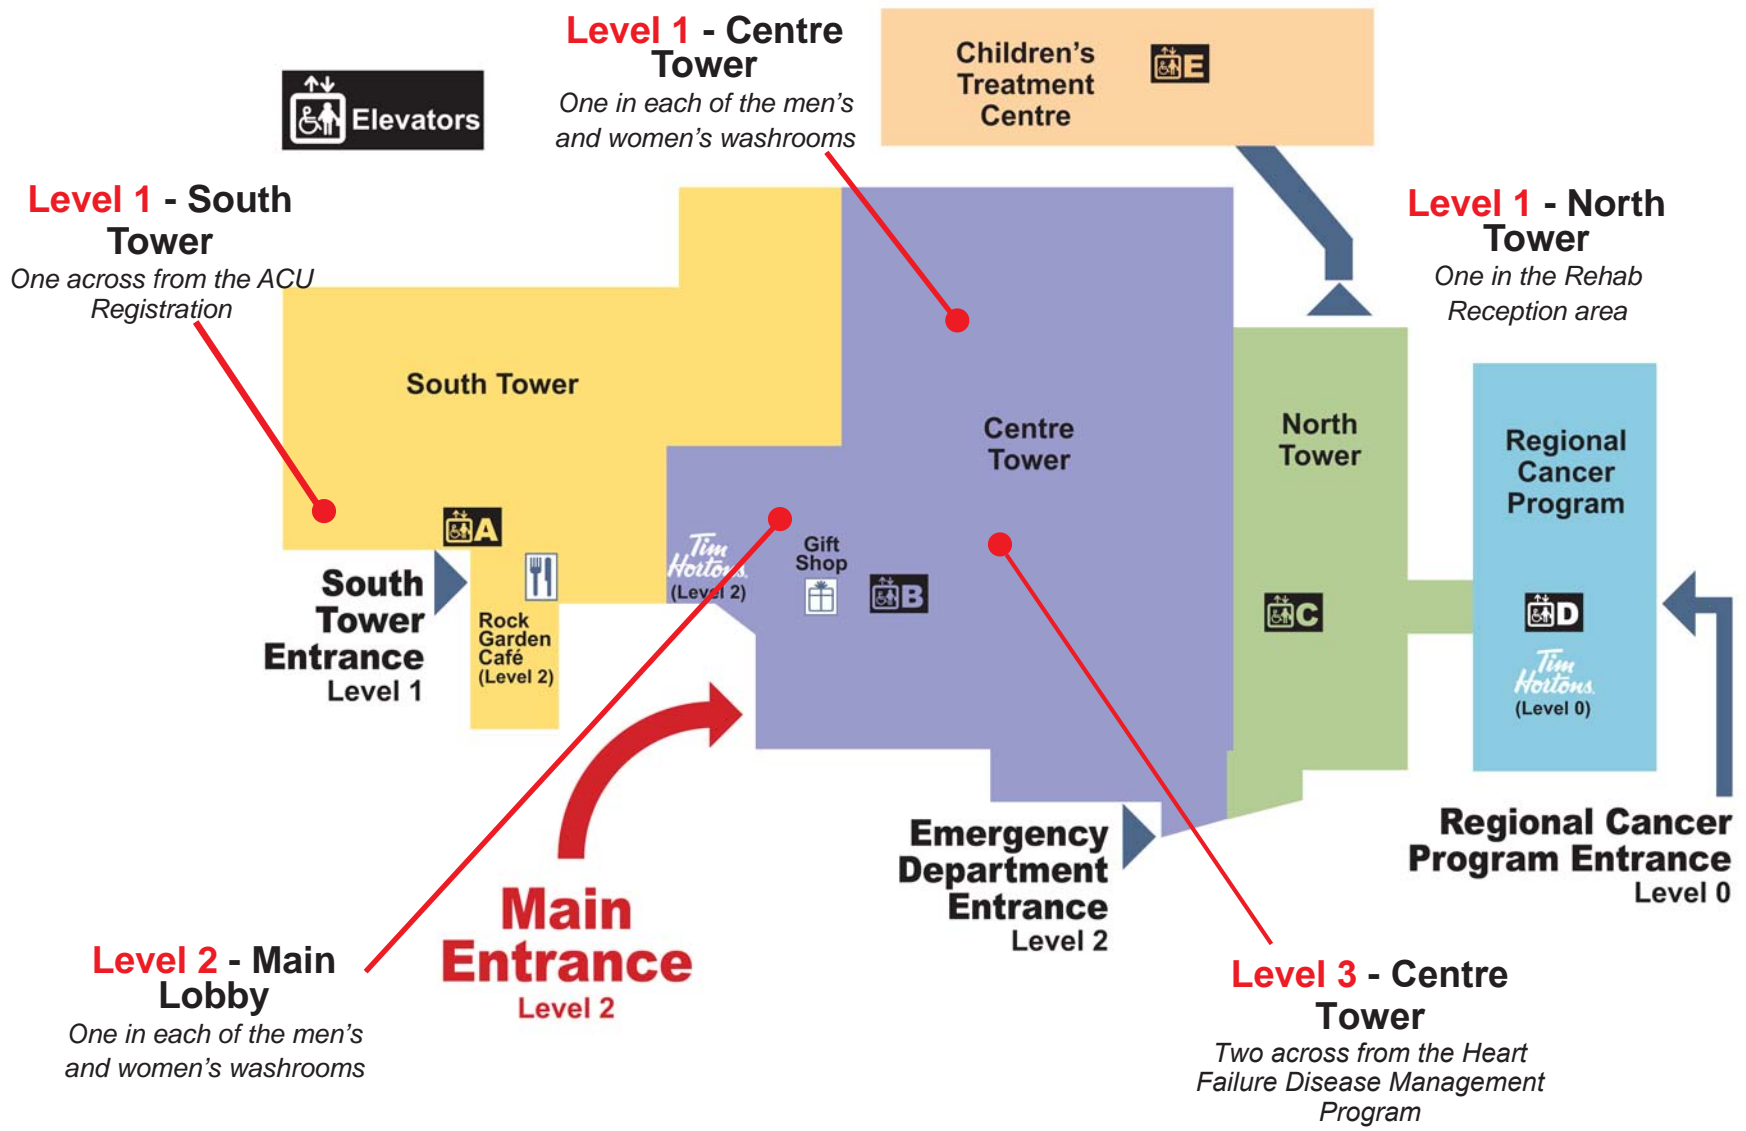 Level 1 - Centre
Tower
One in each of the men's
and women's washrooms
Children's
Treatment
Centre
E
Elevators
Level 1 - South
Tower
One across from the ACU
Registration
Level 1 - North
Tower
One in the Rehab
Reception area
South Tower
Centre
Tower
North
Tower
Regional
Cancer
Program
A
Tim
Hortons.
(Level 2)
Gift
Shop
B
C
D
Tim
Hortons.
(Level 0)
South
Tower
Entrance
Level 1
Rock
Garden
Café
(Level 2)
Main
Entrance
Level 2
Emergency
Department
Entrance
Level 2
Regional Cancer
Program Entrance
Level 0
Level 2 - Main
Lobby
One in each of the men's
and women's washrooms
Level 3 - Centre
Tower
Two across from the Heart
Failure Disease Management
Program